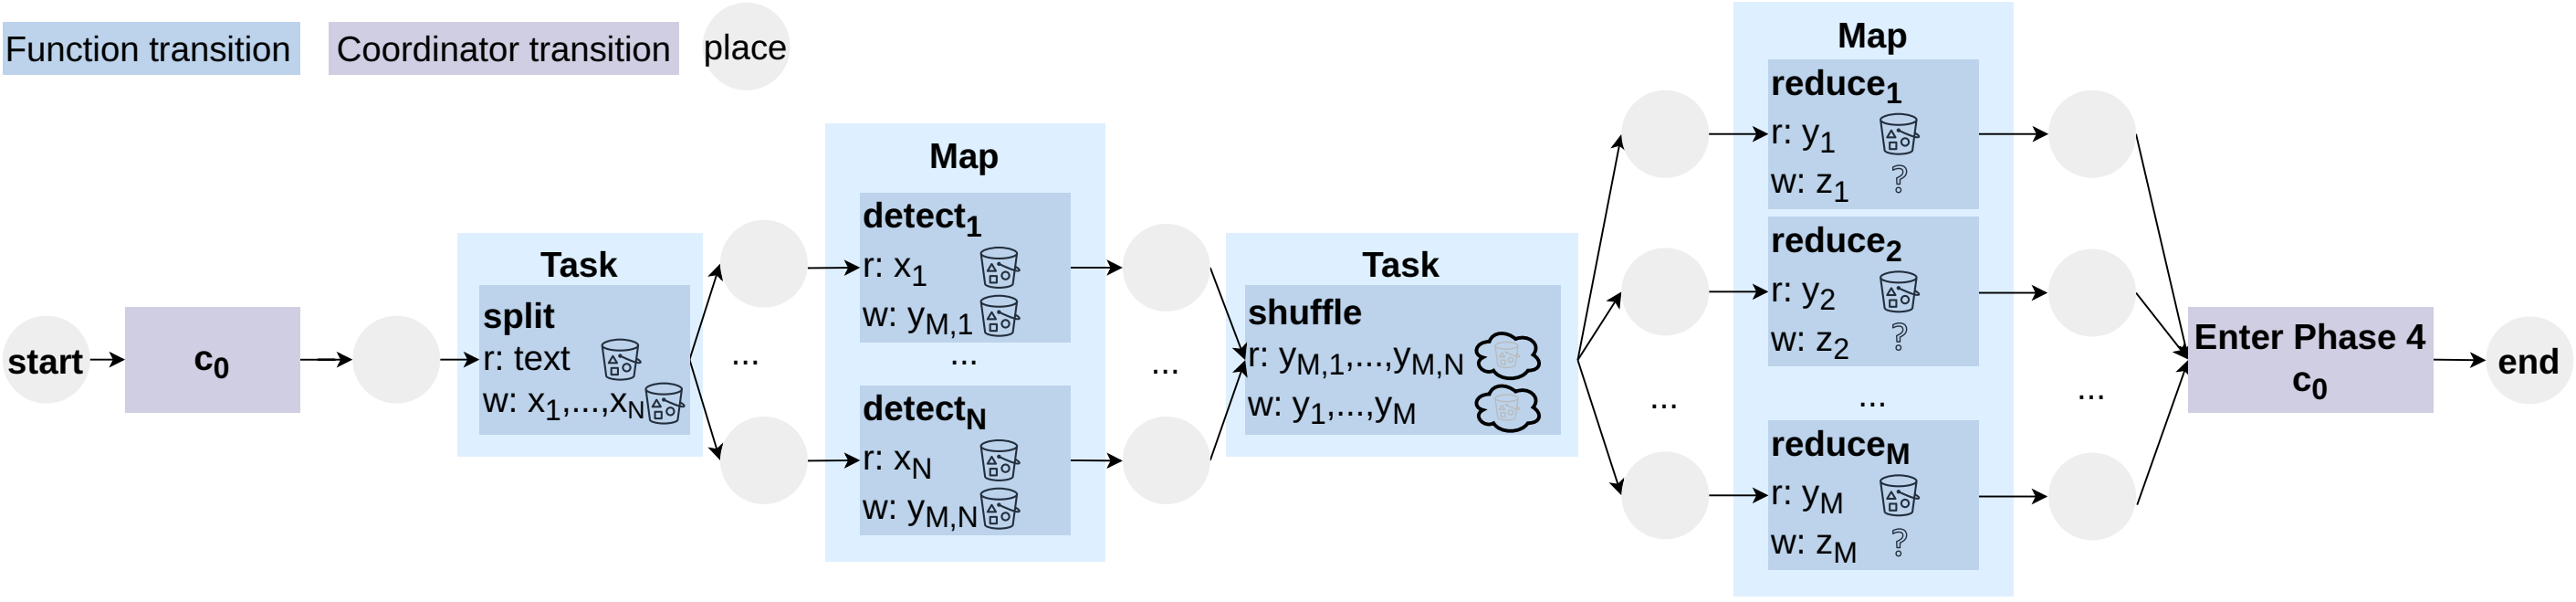 Function transition
Coordinator transition
place
start
c0
Task
split
r: text
w: x1,...,xN
...
Map
detect1
r: x1
w: yM,1
...
detectN
r: xN
w: yM,N
...
Task
shuffle
r: yM,1,...,yM,N
w: y1,...,yM
...
Map
reduce1
r: y1
w: z1
?
reduce2
r: y2
w: z2
?
...
reduceM
r: yM
w: zM
?
...
Enter Phase 4
c0
end